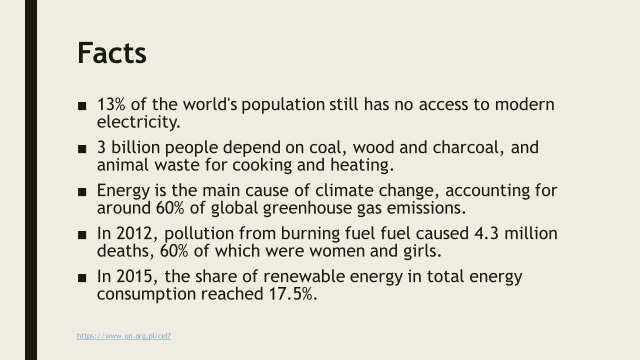 Facts
■ 13% of the world's population still has no access to modern
electricity.
■ 3 billion people depend on coal, wood and charcoal, and
animal waste for cooking and heating.
■ Energy is the main cause of climate change, accounting for
around 60% of global greenhouse gas emissions.
■ In 2012, pollution from burning fuel fuel caused 4.3 million
deaths, 60% of which were women and girls.
■ In 2015, the share of renewable energy in total energy
consumption reached 17.5%.
https://www.un.org.pl/cel7